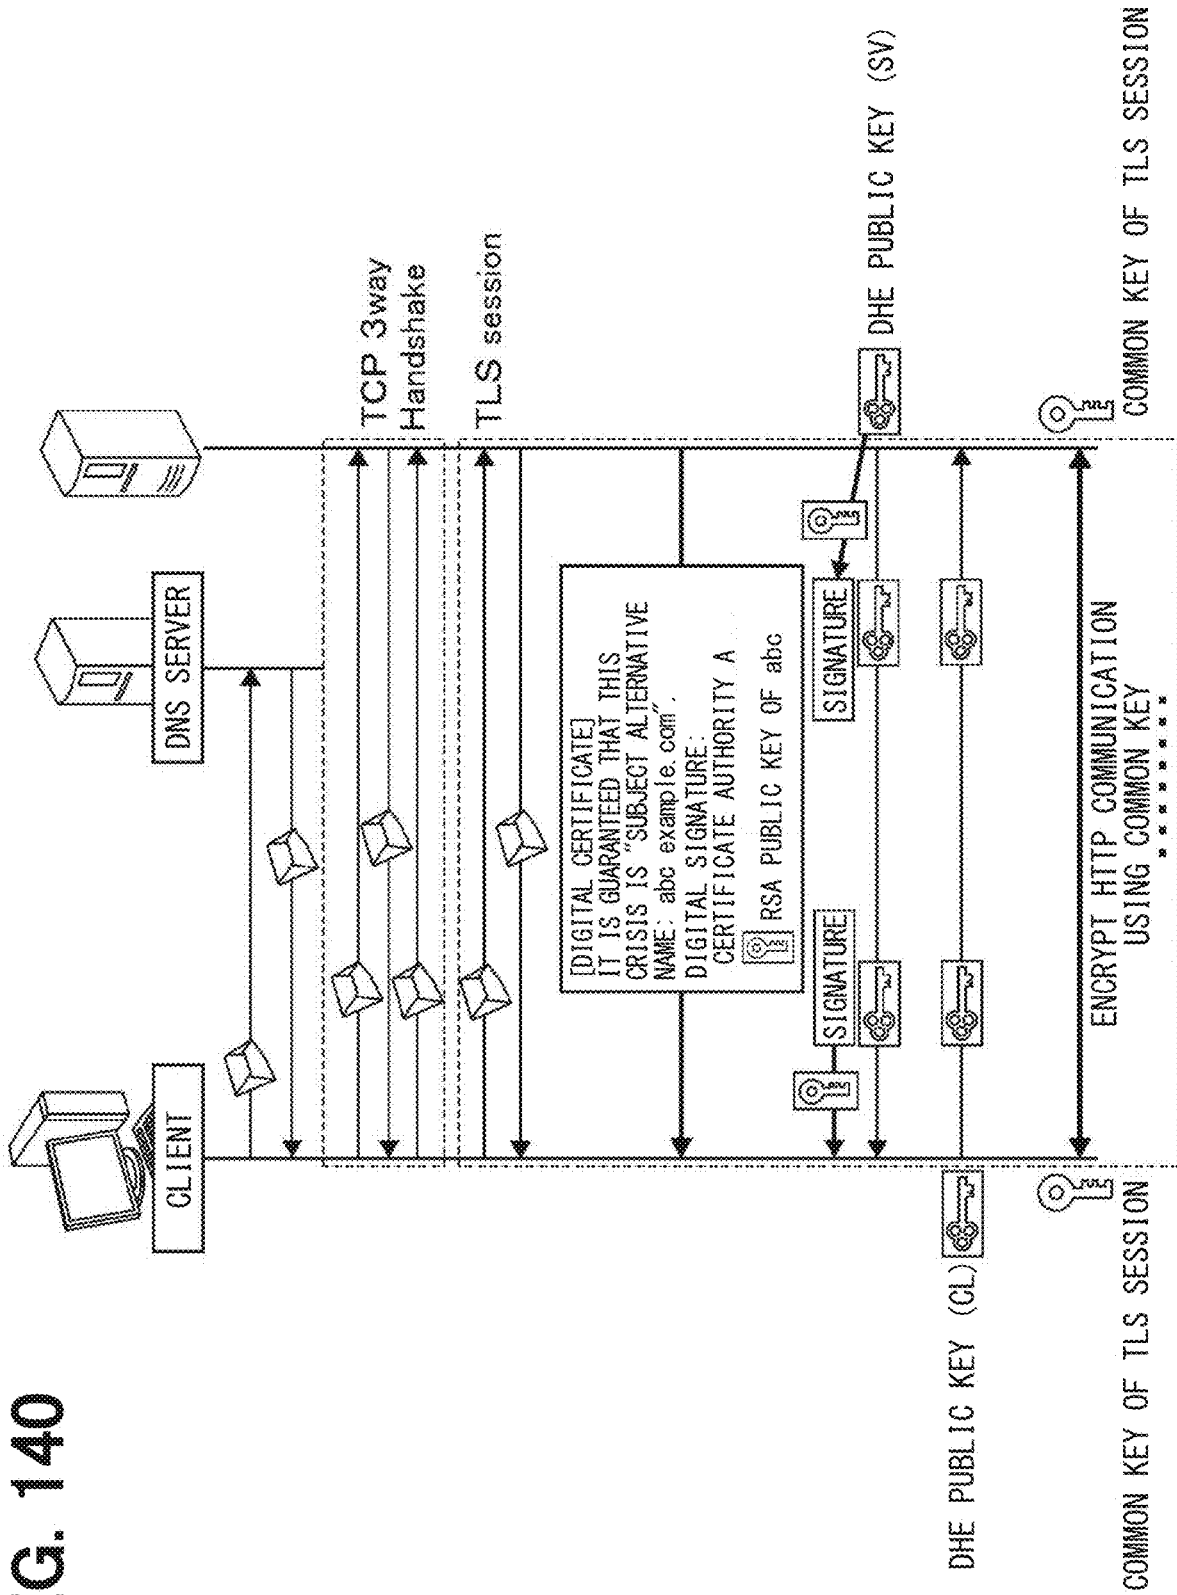 G. 140
CLIENT
DNS SERVER
TCP 3way
Handshake
TLS session
[DIGITAL CERTIFICATE]
IT IS GUARANTEED THAT THIS
CRISIS IS "SUBJECT ALTERNATIVE
NAME: abc example.com".
DIGITAL SIGNATURE:
CERTIFICATE AUTHORITY A
RSA PUBLIC KEY OF abc
SIGNATURE
SIGNATURE
DHE PUBLIC KEY (SV)
DHE PUBLIC KEY (CL)
ENCRYPT HTTP COMMUNICATION
USING COMMON KEY
COMMON KEY OF TLS SESSION
COMMON KEY OF TLS SESSION